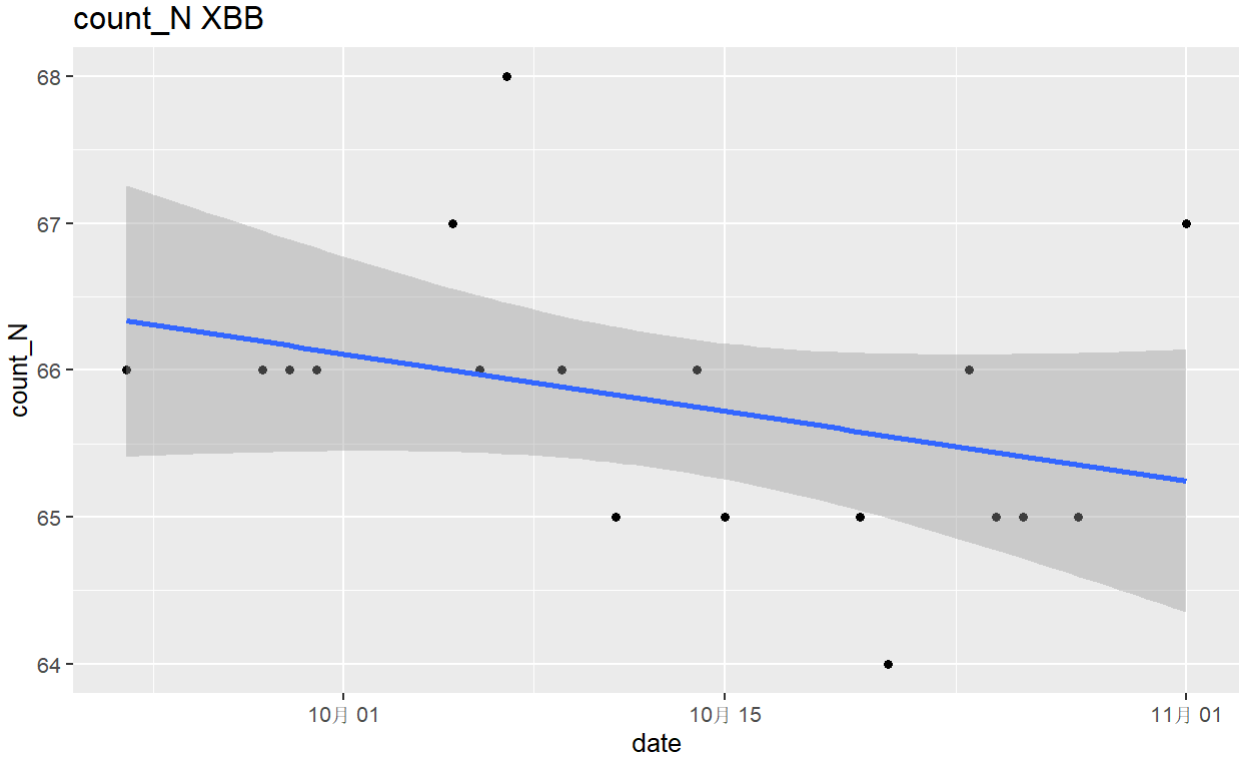 count_N XBB
68
67
66
65
64
count_N
10月 01
10月 15
11月 01
date